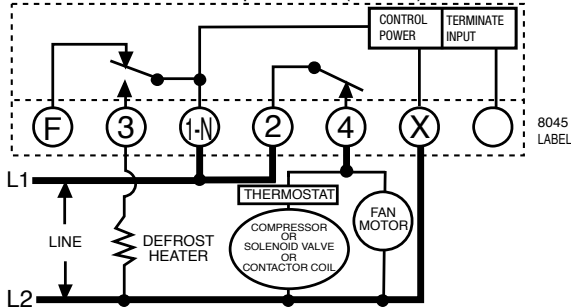 CONTROL POWER
TERMINATE INPUT
F
3
1-N
2
4
X
8045 LABEL
L1
THERMOSTAT
LINE
DEFROST HEATER
COMPRESSOR
OR
SOLENOID VALVE
OR
CONTACTOR COIL
FAN MOTOR
L2